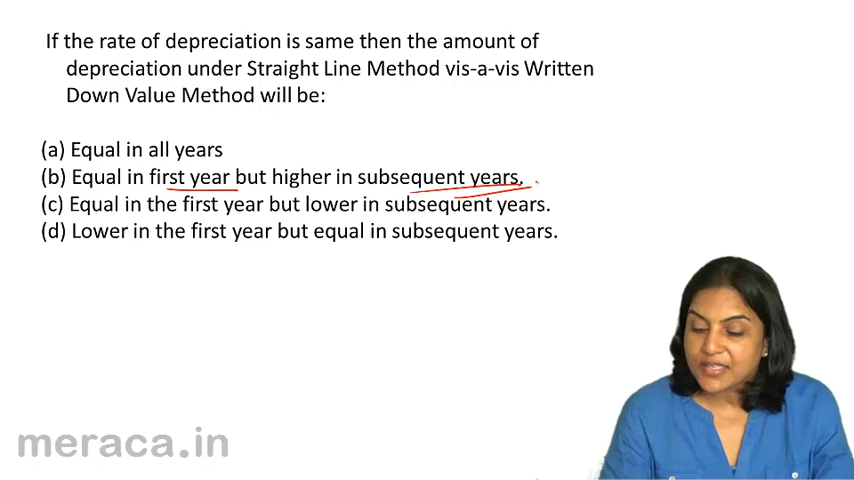 If the rate of depreciation is same then the amount of
depreciation under Straight Line Method vis-a-vis Written
Down Value Method will be:
(a) Equal in all years
(b) Equal in first year but higher in subsequent years.
(c) Equal in the first year but lower in subsequent years.
(d) Lower in the first year but equal in subsequent years.
meraca.in